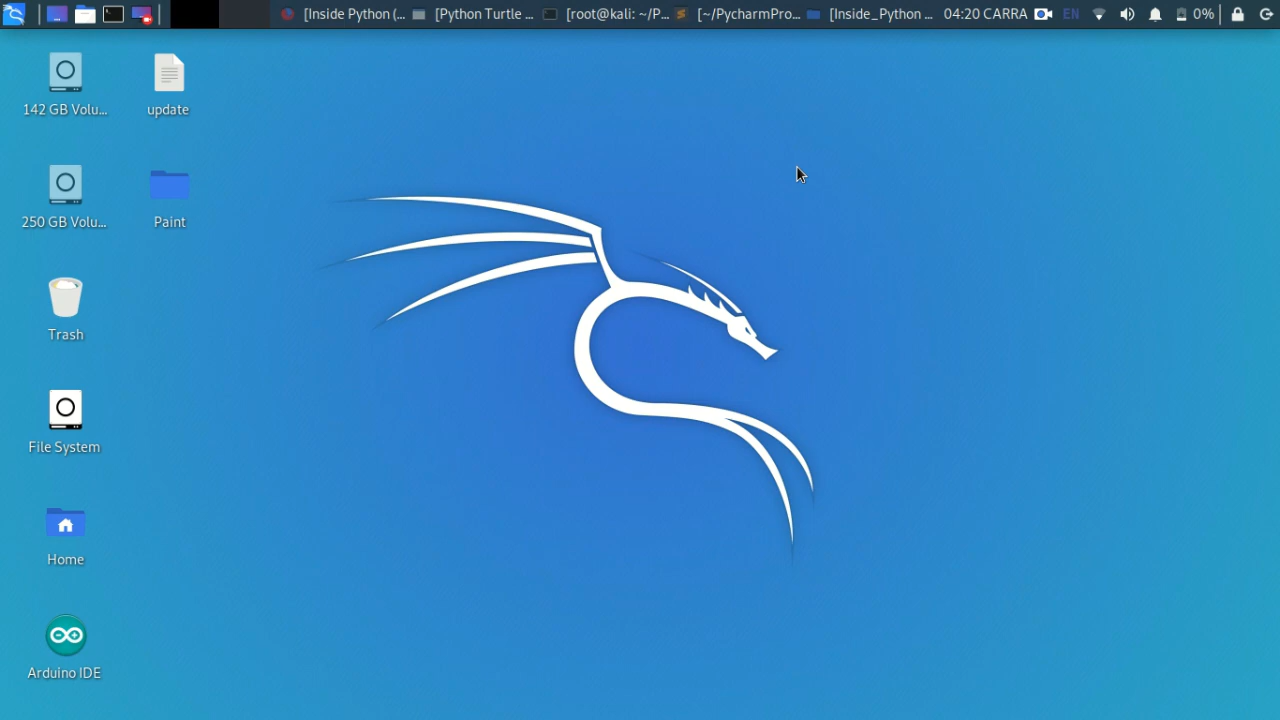 [Inside Python (... [Python Turtle ... [root@kali: ~/P... [~/PycharmPro... [Inside_Python ... 04:20 CARRA EN 0%
142 GB Volu... update
250 GB Volu... Paint
Trash
File System
Home
Arduino IDE